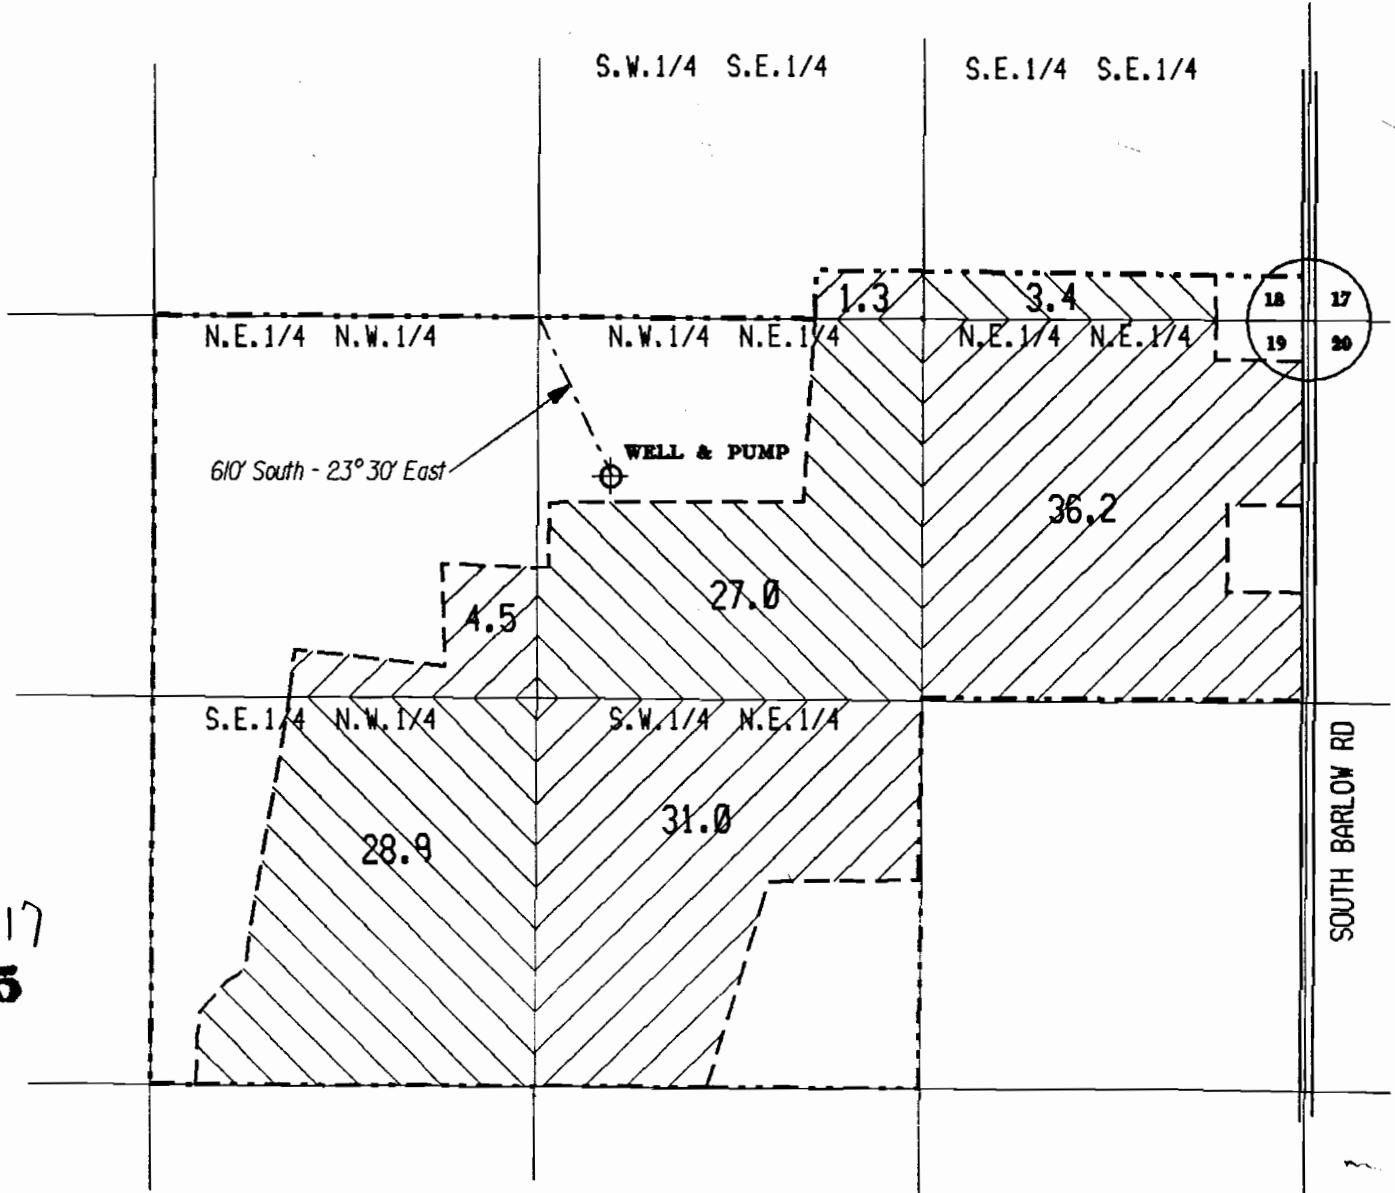 S.W.1/4 S.E.1/4
S.E.1/4 S.E.1/4
1.3
3.4
18
17
19
20
N.E.1/4 N.W.1/4
N.W.1/4 N.E.1/4
N.E.1/4 N.E.1/4
WELL & PUMP
610' South - 23°30' East
36.2
27.0
4.5
S.E.1/4 N.W.1/4
S.W.1/4 N.E.1/4
31.0
28.9
SOUTH BARLOW RD
17
5